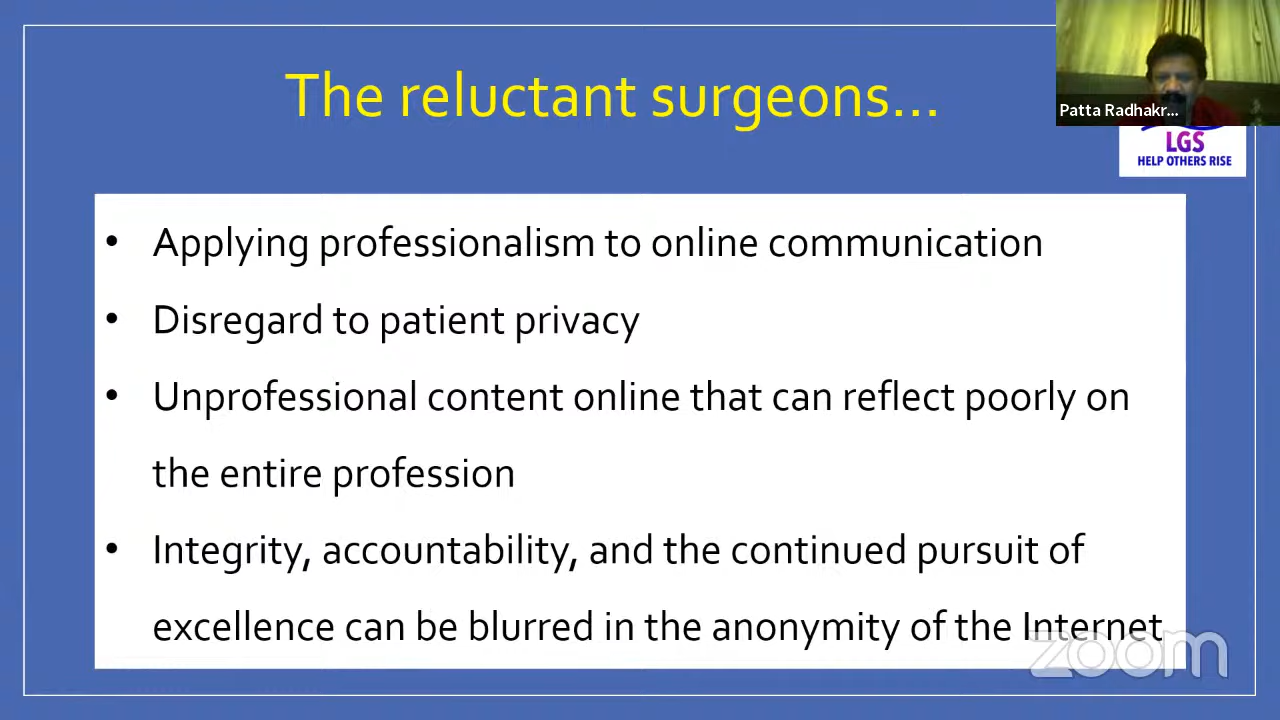 The reluctant surgeons...
Patta Radhakr...
LGS
HELP OTHERS RISE
• Applying professionalism to online communication
• Disregard to patient privacy
• Unprofessional content online that can reflect poorly on
the entire profession
• Integrity, accountability, and the continued pursuit of
excellence can be blurred in the anonymity of the Internet
zoom